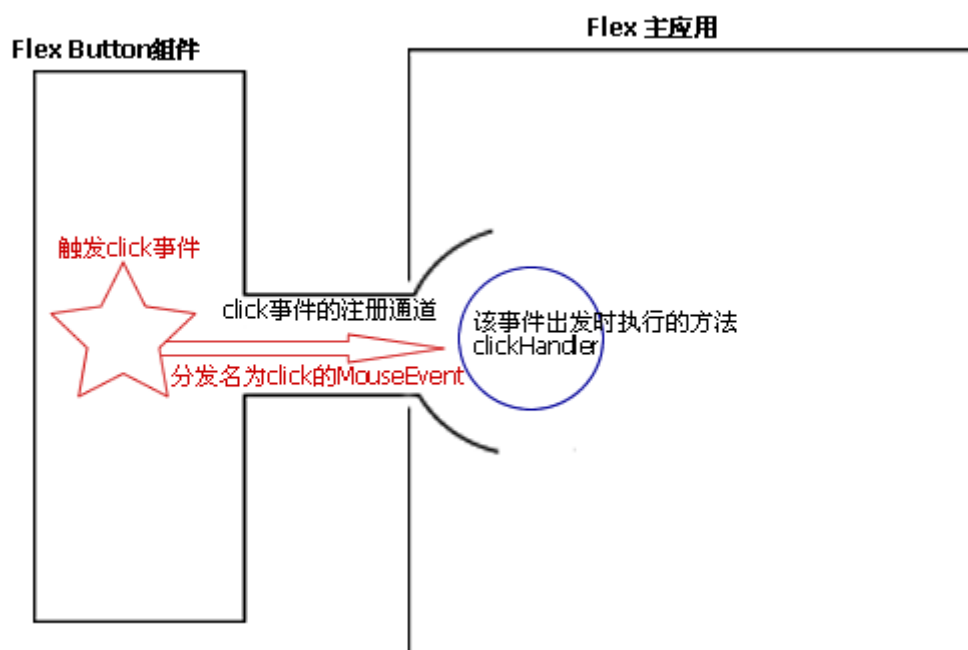 Flex 主应用
Flex Button组件
触发click事件
click事件的注册通道
该事件出发时执行的方法
clickHandler
分发名为click的MouseEvent